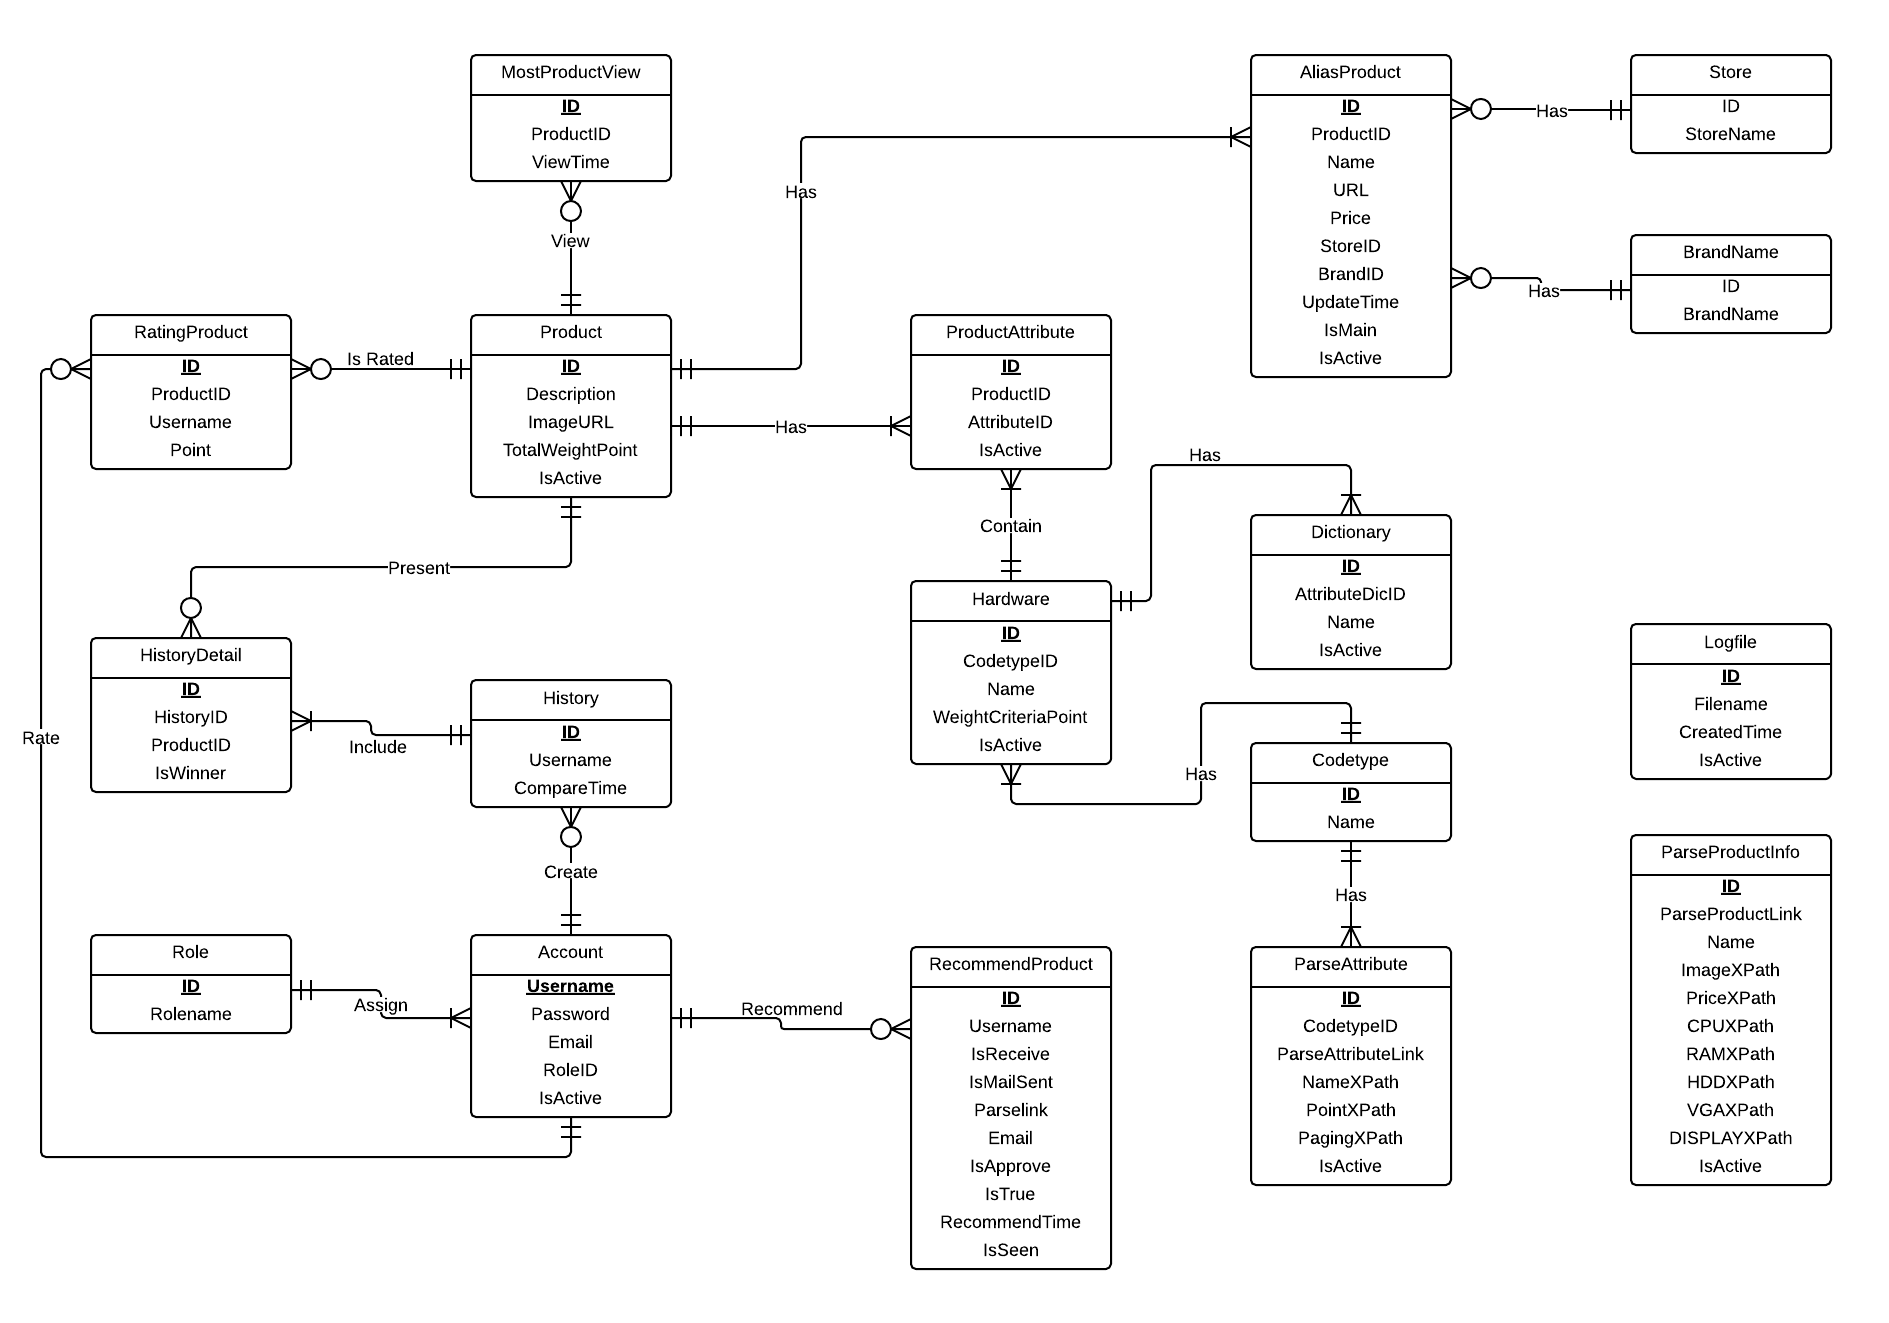 MostProductView
ID
ProductID
ViewTime
View
AliasProduct
ID
ProductID
Name
URL
Price
StoreID
BrandID
UpdateTime
IsMain
IsActive
Has
Store
ID
StoreName
Has
BrandName
ID
BrandName
Has
RatingProduct
ID
ProductID
Username
Point
Is Rated
Product
ID
Description
ImageURL
TotalWeightPoint
IsActive
Has
ProductAttribute
ID
ProductID
AttributeID
IsActive
Contain
Has
Dictionary
ID
AttributeDicID
Name
IsActive
Present
Hardware
ID
CodetypeID
Name
WeightCriteriaPoint
IsActive
Has
Logfile
ID
Filename
CreatedTime
IsActive
HistoryDetail
ID
HistoryID
ProductID
IsWinner
Include
History
ID
Username
CompareTime
Rate
Create
Codetype
ID
Name
Has
ParseProductInfo
ID
ParseProductLink
Name
ImageXPath
PriceXPath
CPUXPath
RAMXPath
HDDXPath
VGAXPath
DISPLAYXPath
IsActive
Role
ID
Rolename
Assign
Account
Username
Password
Email
RoleID
IsActive
Recommend
RecommendProduct
ID
Username
IsReceive
IsMailSent
Parselink
Email
IsApprove
IsTrue
RecommendTime
IsSeen
ParseAttribute
ID
CodetypeID
ParseAttributeLink
NameXPath
PointXPath
PagingXPath
IsActive